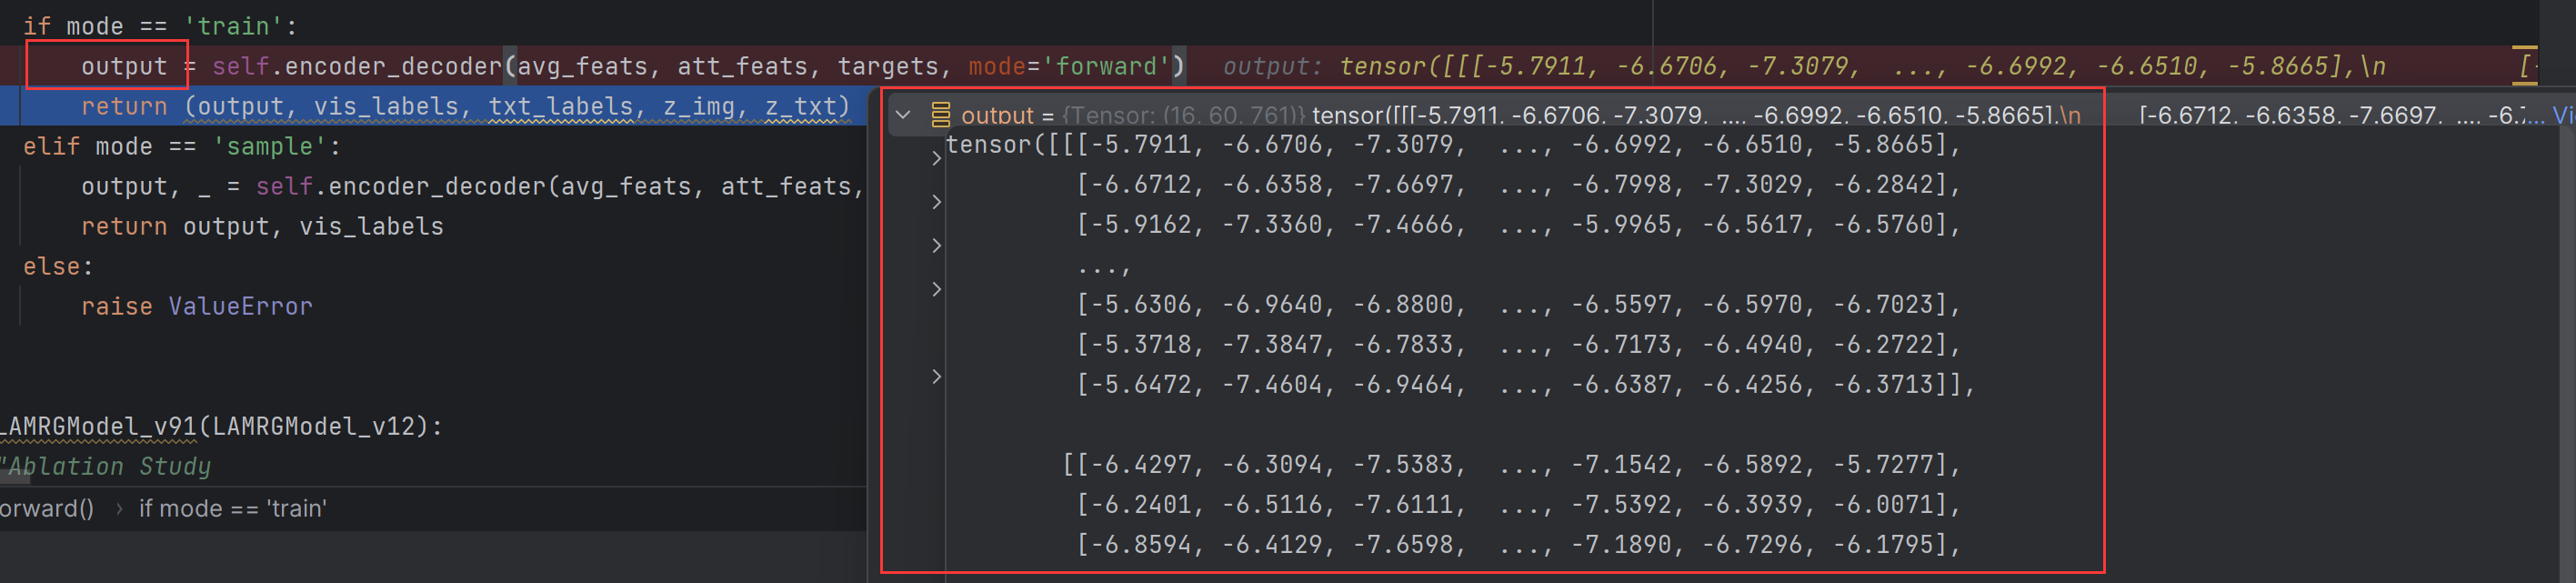 if mode == 'train':
output = self.encoder_decoder(avg_feats, att_feats, targets, mode='forward')   output: tensor([[[-5.7911, -6.6706, -7.3079,  ..., -6.6992, -6.6510, -5.8665],\n         [-
return (output, vis_labels, txt_labels, z_img, z_txt)
elif mode == 'sample':
output, _ = self.encoder_decoder(avg_feats, att_feats,
return output, vis_labels
else:
raise ValueError
LAMRGModel_v91(LAMRGModel_v12):
"Ablation Study
orward() › if mode == 'train'
output = {Tensor: (16, 60, 761)} tensor([[[-5.7911, -6.6706, -7.3079,  ..., -6.6992, -6.6510, -5.8665],\n         [-6.6712, -6.6358, -7.6697,  ..., -6.7... Vi
tensor([[[-5.7911, -6.6706, -7.3079,  ..., -6.6992, -6.6510, -5.8665],
[-6.6712, -6.6358, -7.6697,  ..., -6.7998, -7.3029, -6.2842],
[-5.9162, -7.3360, -7.4666,  ..., -5.9965, -6.5617, -6.5760],
...,
[-5.6306, -6.9640, -6.8800,  ..., -6.5597, -6.5970, -6.7023],
[-5.3718, -7.3847, -6.7833,  ..., -6.7173, -6.4940, -6.2722],
[-5.6472, -7.4604, -6.9464,  ..., -6.6387, -6.4256, -6.3713]],
[[-6.4297, -6.3094, -7.5383,  ..., -7.1542, -6.5892, -5.7277],
[-6.2401, -6.5116, -7.6111,  ..., -7.5392, -6.3939, -6.0071],
[-6.8594, -6.4129, -7.6598,  ..., -7.1890, -6.7296, -6.1795],